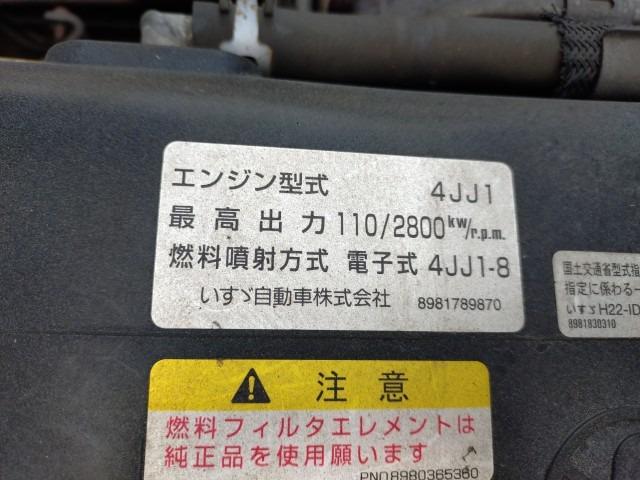 エンジン型式 4JJ1
最高出力 110/2800 kw/r.p.m.
燃料噴射方式 電子式 4JJ1-8
いすゞ自動車株式会社 8981789870
国土交通省型式指
指定に係わる一
いすゞ H22-ID
8981830310
注意
燃料フィルタエレメントは
純正品を使用願います
PNO8980365380